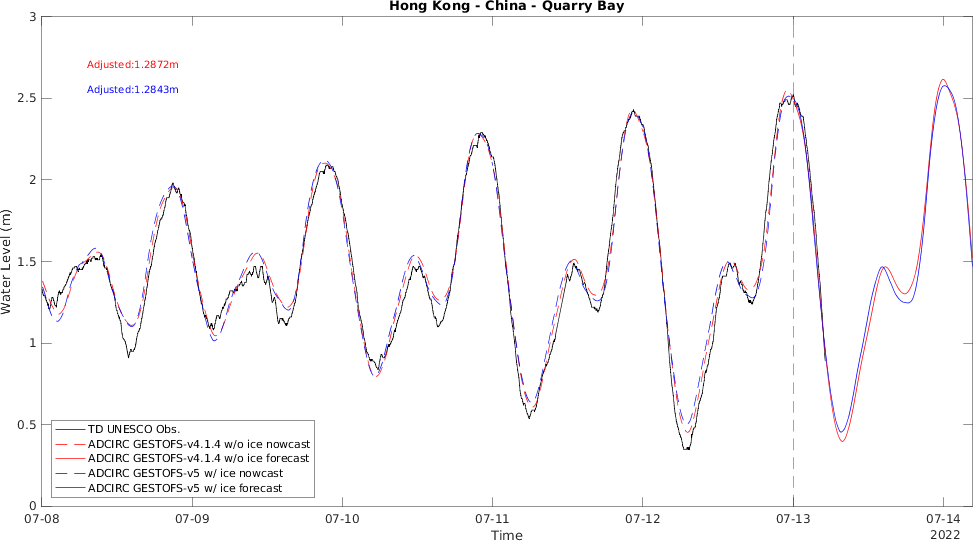 Hong Kong - China - Quarry Bay
3
Adjusted:1.2872m
Adjusted:1.2843m
2.5
2
1.5
1
0.5
0
Water Level (m)
TD UNESCO Obs.
ADCIRC GESTOFS-v4.1.4 w/o ice nowcast
ADCIRC GESTOFS-v4.1.4 w/o ice forecast
ADCIRC GESTOFS-v5 w/ ice nowcast
ADCIRC GESTOFS-v5 w/ ice forecast
07-08 07-09 07-10 07-11 07-12 07-13 07-14
Time
2022